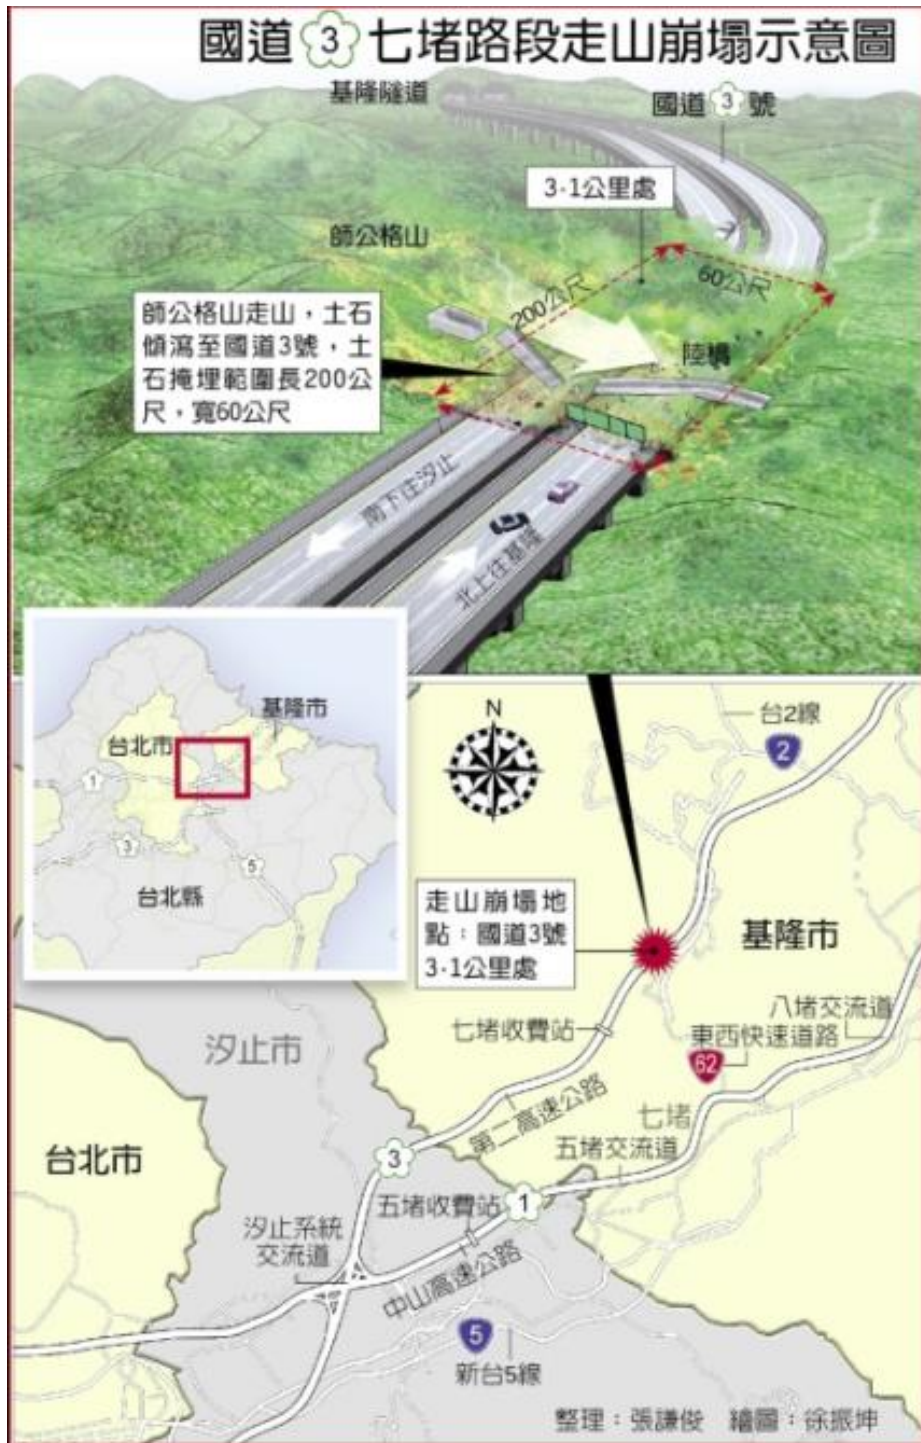 國道3七堵路段走山崩塌示意圖
基隆隧道
國道3號
3·1公里處
師公格山
200公尺
60公尺
師公格山走山，土石
傾瀉至國道3號，土
石掩埋範圍長200公
尺，寬60公尺
陸橋
南下往汐止
北上往基隆
基隆市
台北市
1
3
5
台北縣
N
台2線
2
走山崩塌地
點：國道3號
3·1公里處
基隆市
八堵交流道
七堵收費站
東西快速道路
62
汐止市
第二高速公路
七堵
五堵交流道
台北市
3
五堵收費站
1
汐止系統
交流道
中山高速公路
5
新台5線
整理：張謙俊 繪圖：徐振坤